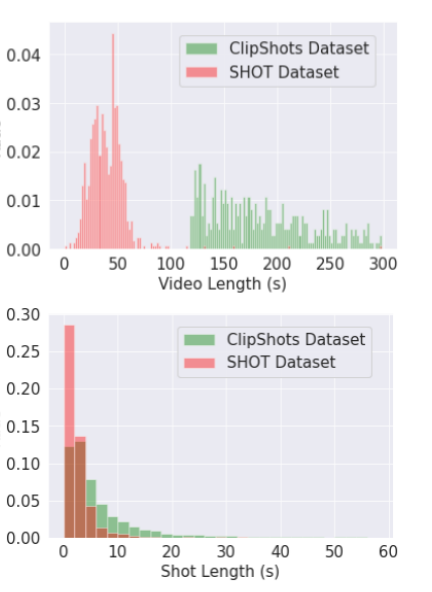 0.04
0.03
0.02
0.01
0.00
ClipShots Dataset
SHOT Dataset
0 50 100 150 200 250 300
Video Length (s)
0.30
0.25
0.20
0.15
0.10
0.05
0.00
ClipShots Dataset
SHOT Dataset
0 10 20 30 40 50 60
Shot Length (s)